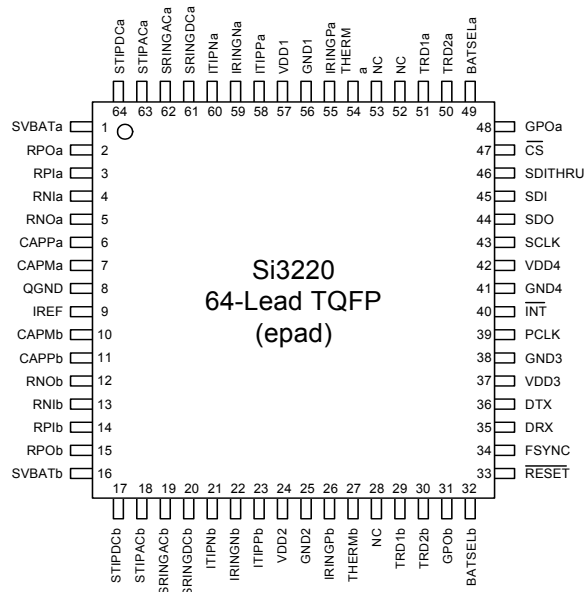 STIPDCa
STIPACa
SRINGACa
SRINGDCa
ITIPNa
IRINGNa
ITIPPa
VDD1
GND1
IRINGPa
THERM
a
NC
NC
TRD1a
TRD2a
BATSELa
64 63 62 61 60 59 58 57 56 55 54 53 52 51 50 49
SVBATa 1
RPOa 2
RPIa 3
RNIa 4
RNOa 5
CAPPa 6
CAPMa 7
QGND 8
IREF 9
CAPMb 10
CAPPb 11
RNOb 12
RNIb 13
RPIb 14
RPOb 15
SVBATb 16
Si3220
64-Lead TQFP
(epad)
48 GPOa
47 CS
46 SDITHRU
45 SDI
44 SDO
43 SCLK
42 VDD4
41 GND4
40 INT
39 PCLK
38 GND3
37 VDD3
36 DTX
35 DRX
34 FSYNC
33 RESET
17 18 19 20 21 22 23 24 25 26 27 28 29 30 31 32
STIPDCb
STIPACb
SRINGACb
SRINGDCb
ITIPNb
IRINGNb
ITIPPb
VDD2
GND2
IRINGPb
THERMb
NC
TRD1b
TRD2b
GPOb
BATSELb